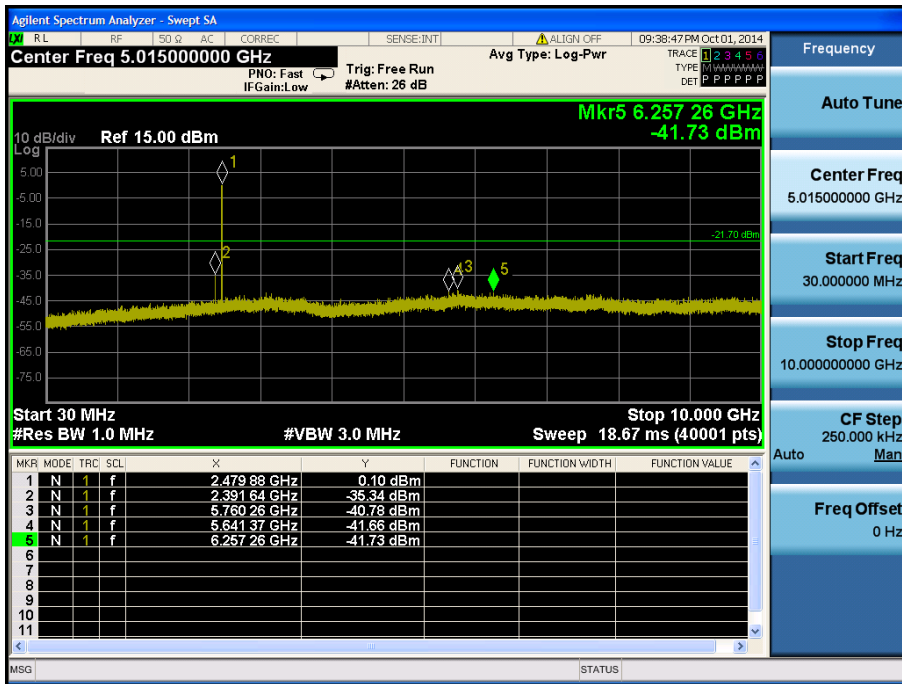 Agilent Spectrum Analyzer - Swept SA
LXI RL RF 50 Ω AC CORREC SENSE:INT ALIGN OFF 09:38:47 PM Oct 01, 2014
Center Freq 5.015000000 GHz
PNO: Fast
IFGain:Low
Trig: Free Run
#Atten: 26 dB
Avg Type: Log-Pwr
TRACE 1 2 3 4 5 6
TYPE M WWWWW
DET P P P P P P
Mkr5 6.257 26 GHz
-41.73 dBm
10 dB/div Ref 15.00 dBm
Log
5.00
-5.00
-15.0
-25.0
-35.0
-45.0
-55.0
-65.0
-75.0
1
2
4 3
5
-21.70 dBm
Start 30 MHz Stop 10.000 GHz
#Res BW 1.0 MHz #VBW 3.0 MHz Sweep 18.67 ms (40001 pts)
MKR MODE TRC SCL X Y FUNCTION FUNCTION WIDTH FUNCTION VALUE
1 N 1 f 2.479 88 GHz 0.10 dBm
2 N 1 f 2.391 64 GHz -35.34 dBm
3 N 1 f 5.760 26 GHz -40.78 dBm
4 N 1 f 5.641 37 GHz -41.66 dBm
5 N 1 f 6.257 26 GHz -41.73 dBm
6
7
8
9
10
11
MSG STATUS
Frequency
Auto Tune
Center Freq
5.015000000 GHz
Start Freq
30.000000 MHz
Stop Freq
10.000000000 GHz
CF Step
250.000 kHz
Auto Man
Freq Offset
0 Hz